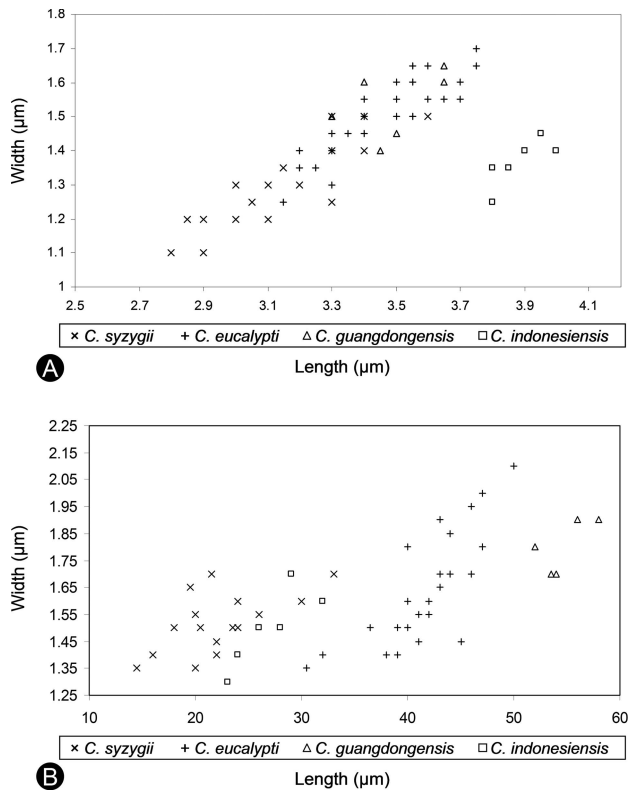 1.8
1.7
1.6
1.5
1.4
1.3
1.2
1.1
1
Width (µm)
2.5 2.7 2.9 3.1 3.3 3.5 3.7 3.9 4.1
× C. syzygii + C. eucalypti △ C. guangdongensis □ C. indonesiensis
A
Length (µm)
2.25
2.15
2.05
1.95
1.85
1.75
1.65
1.55
1.45
1.35
1.25
Width (µm)
10 20 30 40 50 60
× C. syzygii + C. eucalypti △ C. guangdongensis □ C. indonesiensis
B
Length (µm)